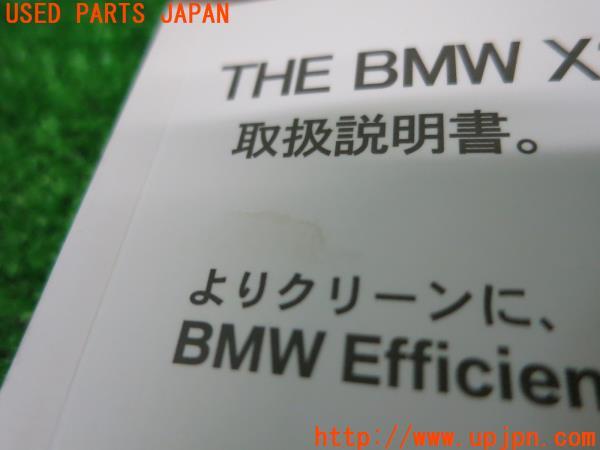 USED PARTS JAPAN
THE BMW X
取扱説明書。
よりクリーンに、
BMW Efficien
http://www.upjpn.com